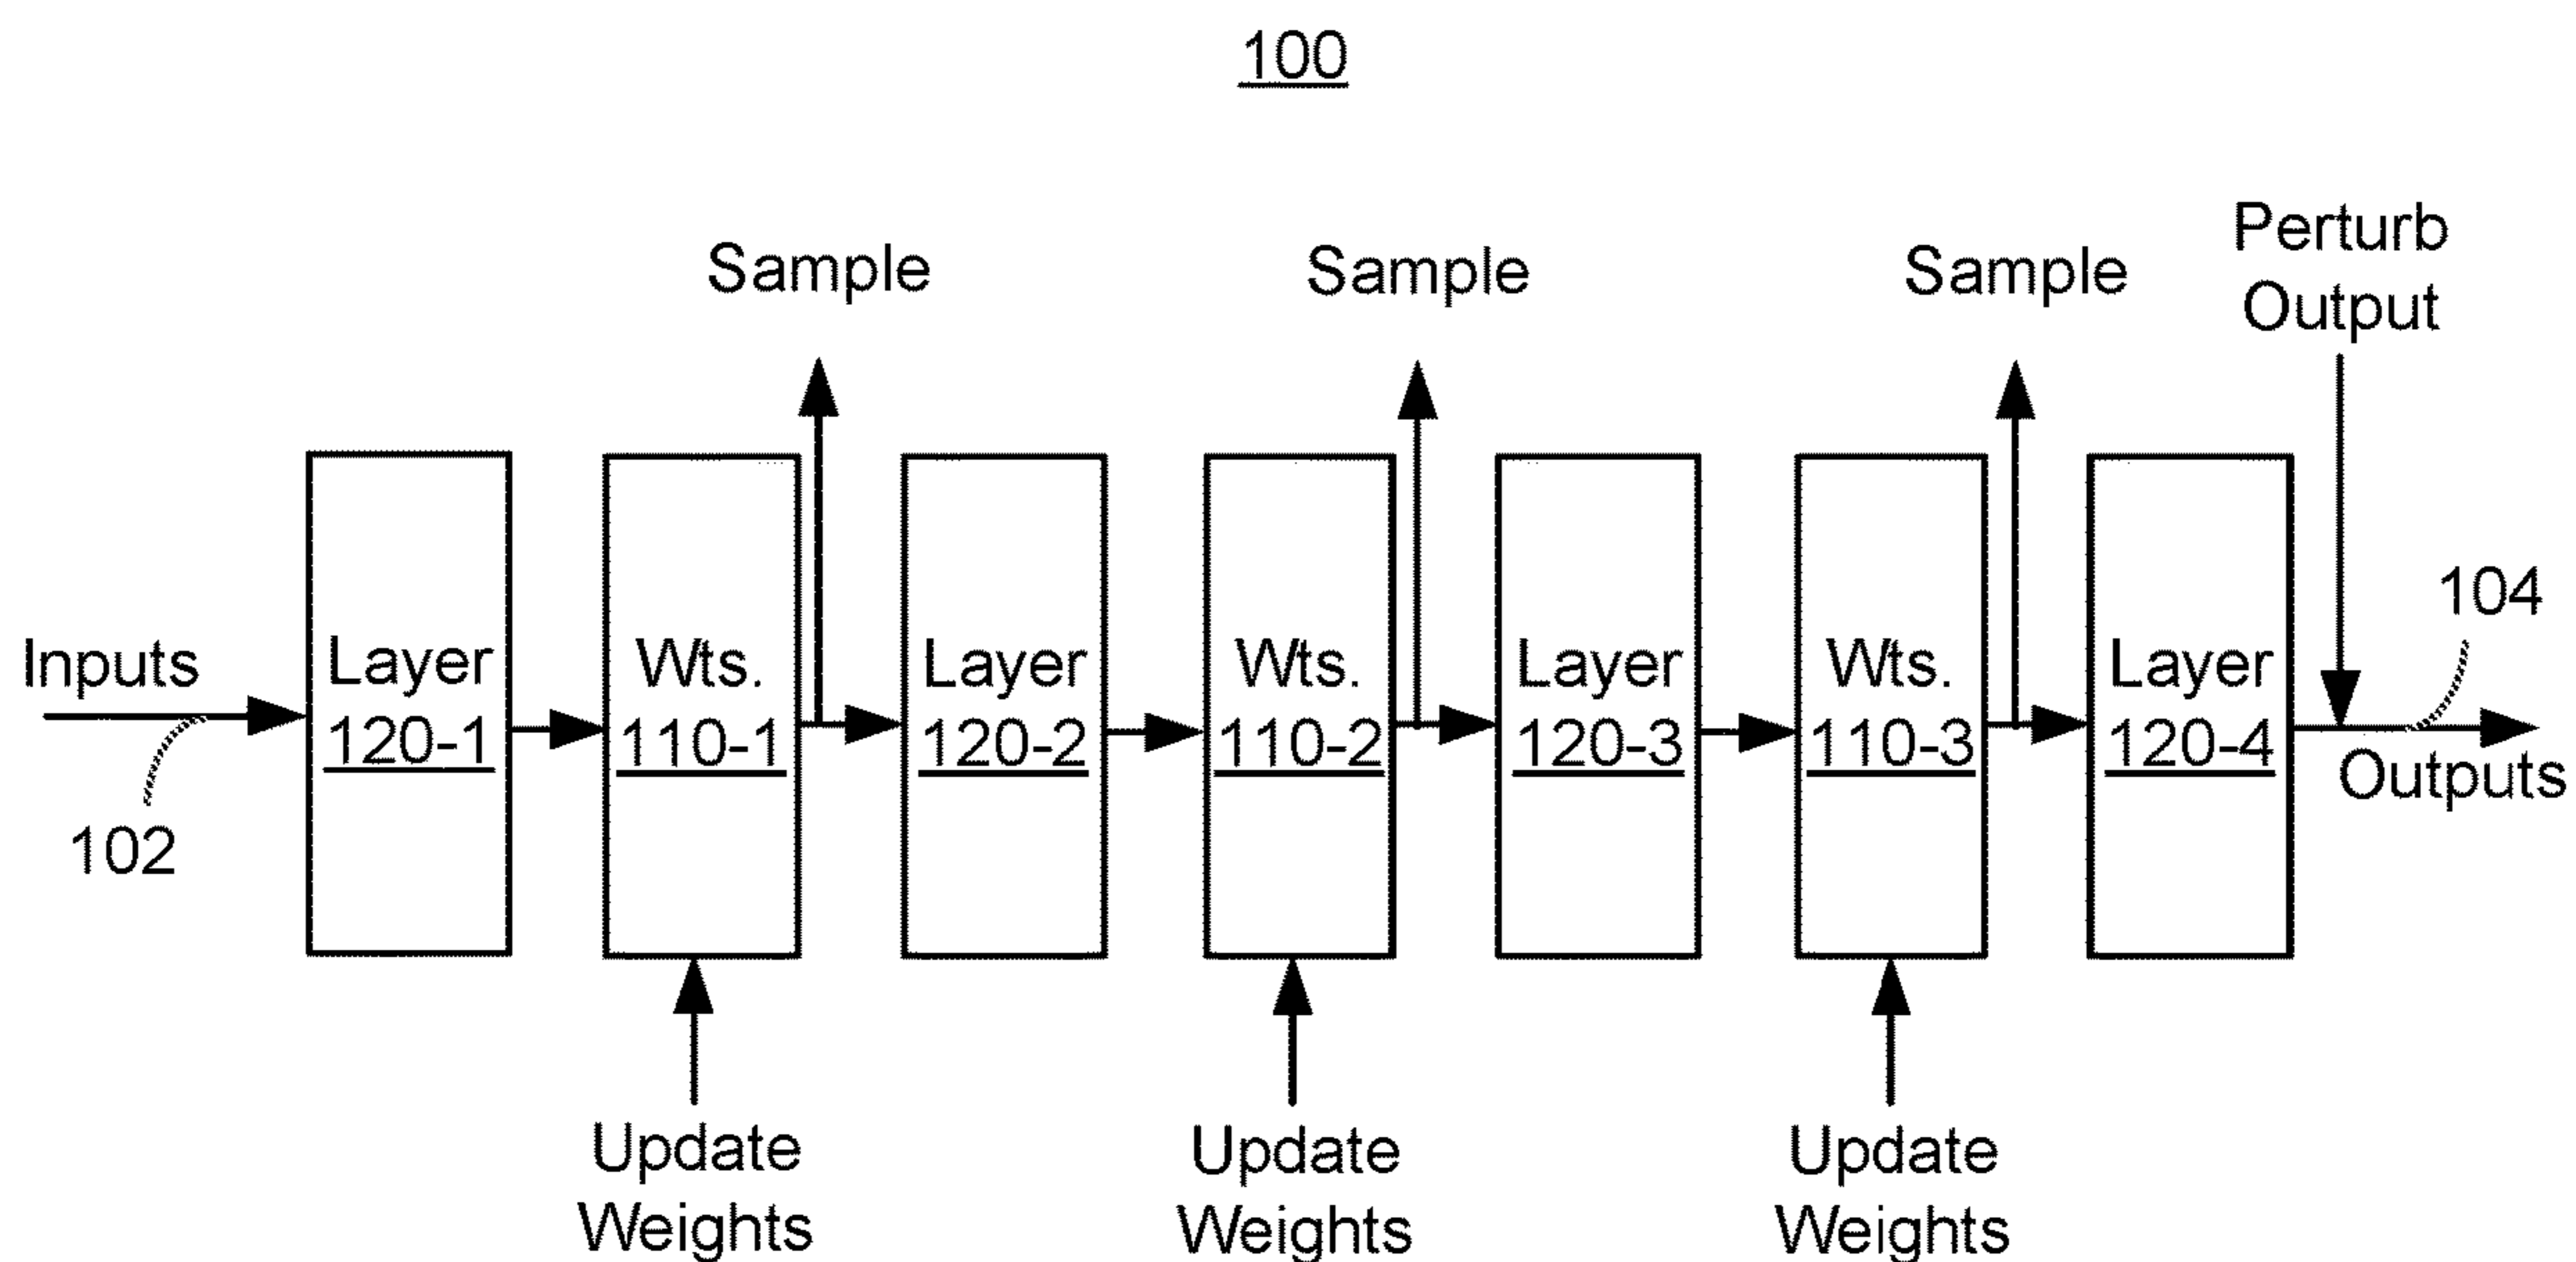 100
Sample
Sample
Sample
Perturb
Output
Inputs
102
Layer
120-1
Wts.
110-1
Layer
120-2
Wts.
110-2
Layer
120-3
Wts.
110-3
Layer
120-4
104
Outputs
Update
Weights
Update
Weights
Update
Weights